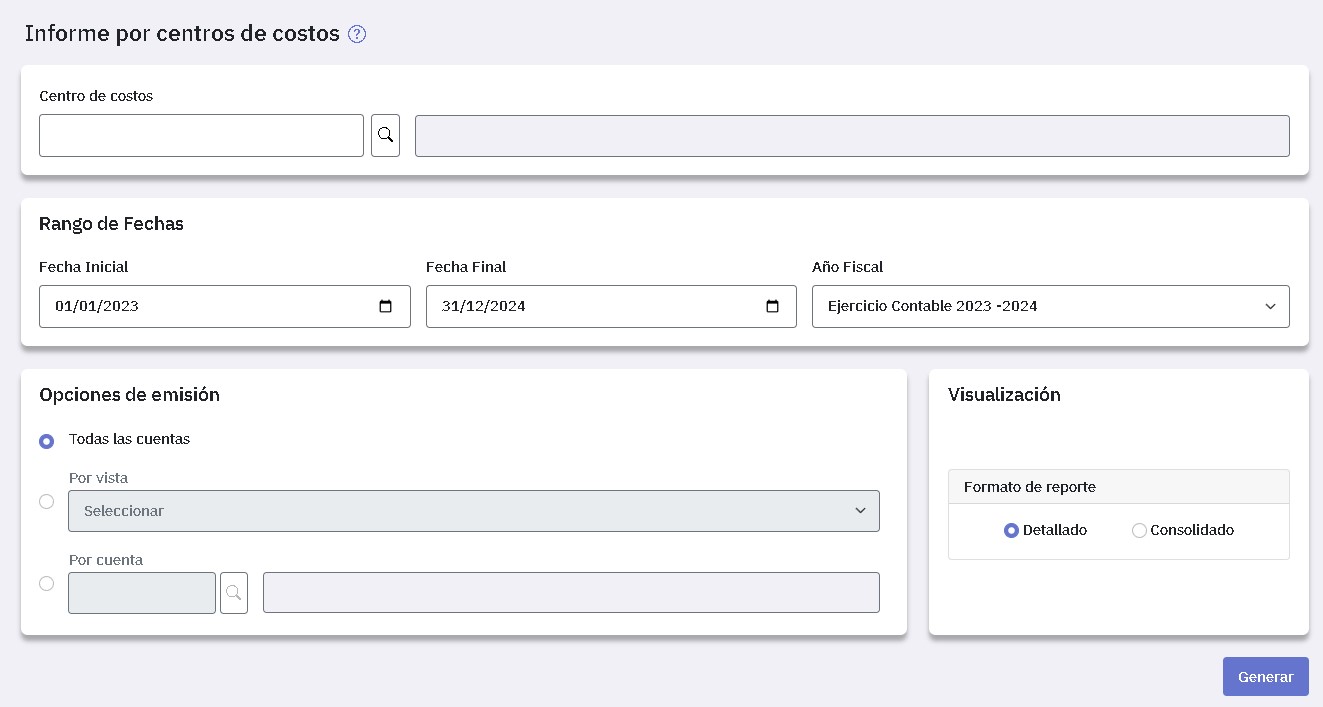 Informe por centros de costos ?
Centro de costos
Rango de Fechas
Fecha Inicial
Fecha Final
Año Fiscal
01/01/2023
31/12/2024
Ejercicio Contable 2023 -2024
Opciones de emisión
Todas las cuentas
Por vista
Seleccionar
Por cuenta
Visualización
Formato de reporte
Detallado
Consolidado
Generar